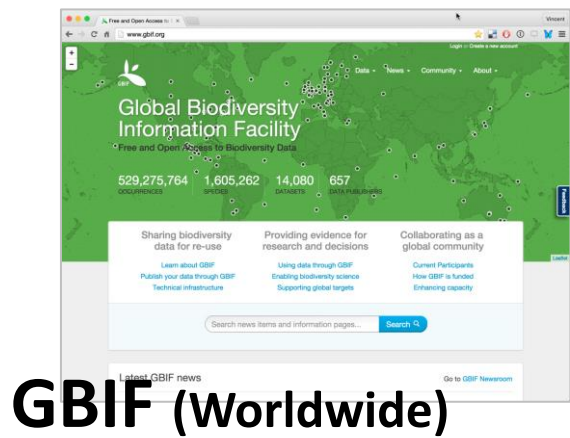 Free and Open Access to
Vincent
www.gbif.org
+
-
Login or Create a new account
GBIF
Data News Community About
Global Biodiversity
Information Facility
Free and Open Access to Biodiversity Data
529,275,764 1,605,262 14,080 657
OCCURRENCES SPECIES DATASETS DATA PUBLISHERS
Feedback
Sharing biodiversity Providing evidence for Collaborating as a
data for re-use research and decisions global community
Learn about GBIF Using data through GBIF Current Participants
Publish your data through GBIF Enabling biodiversity science How GBIF is funded
Technical infrastructure Supporting global targets Enhancing capacity
Leaflet
Search news items and information pages... Search
Latest GBIF news Go to GBIF Newsroom
GBIF (Worldwide)